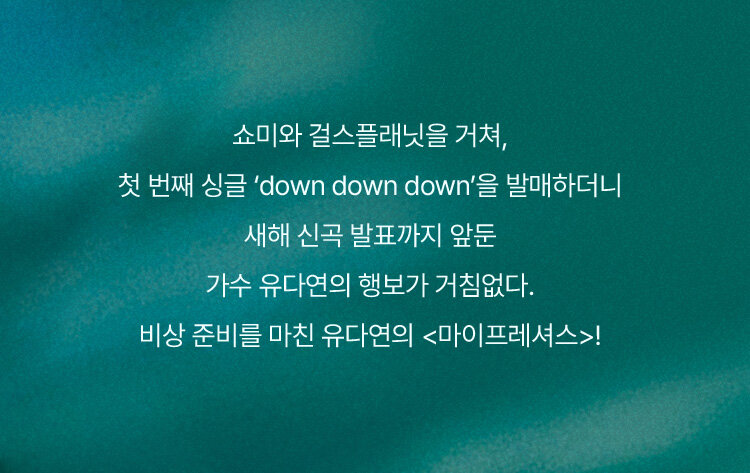 쇼미와 걸스플래닛을 거쳐,
첫 번째 싱글 ‘down down down’을 발매하더니
새해 신곡 발표까지 앞둔
가수 유다연의 행보가 거침없다.
비상 준비를 마친 유다연의 <마이프레셔스>!